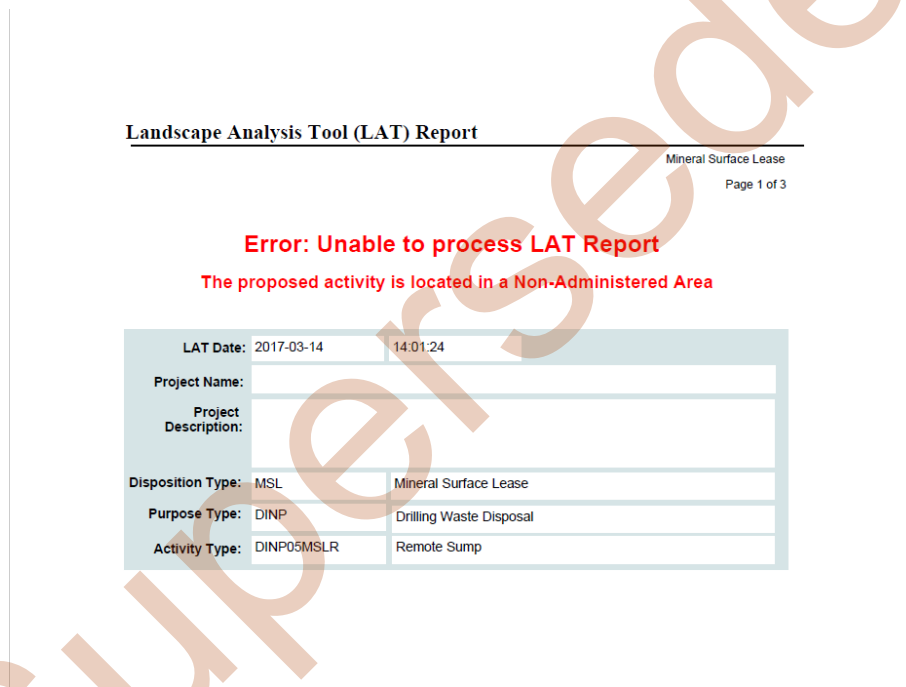 Landscape Analysis Tool (LAT) Report
Mineral Surface Lease
Page 1 of 3
Error: Unable to process LAT Report
The proposed activity is located in a Non-Administered Area
LAT Date: 2017-03-14 14:01:24
Project Name:
Project
Description:
Disposition Type: MSL Mineral Surface Lease
Purpose Type: DINP Drilling Waste Disposal
Activity Type: DINP05MSLR Remote Sump
Superseded